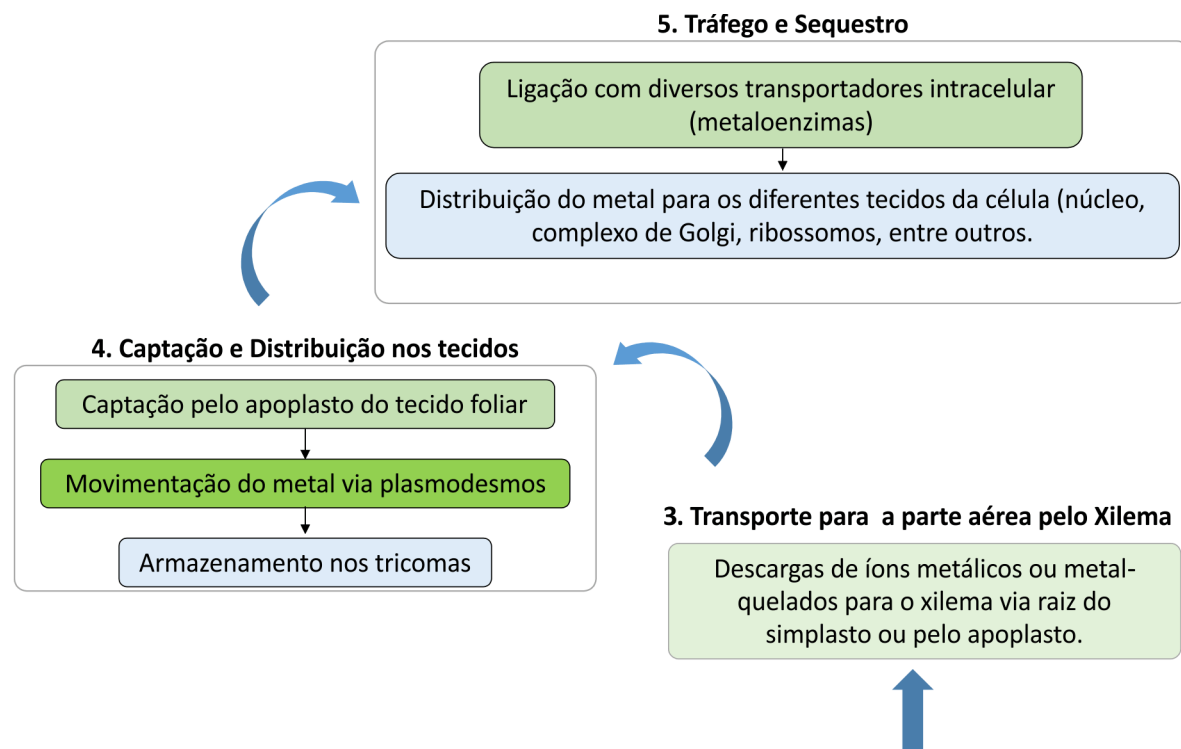 5. Tráfego e Sequestro
Ligação com diversos transportadores intracelular
(metaloenzimas)
Distribuição do metal para os diferentes tecidos da célula (núcleo,
complexo de Golgi, ribossomos, entre outros.
4. Captação e Distribuição nos tecidos
Captação pelo apoplasto do tecido foliar
Movimentação do metal via plasmodesmos
Armazenamento nos tricomas
3. Transporte para  a parte aérea pelo Xilema
Descargas de íons metálicos ou metal-
quelados para o xilema via raiz do
simplasto ou pelo apoplasto.